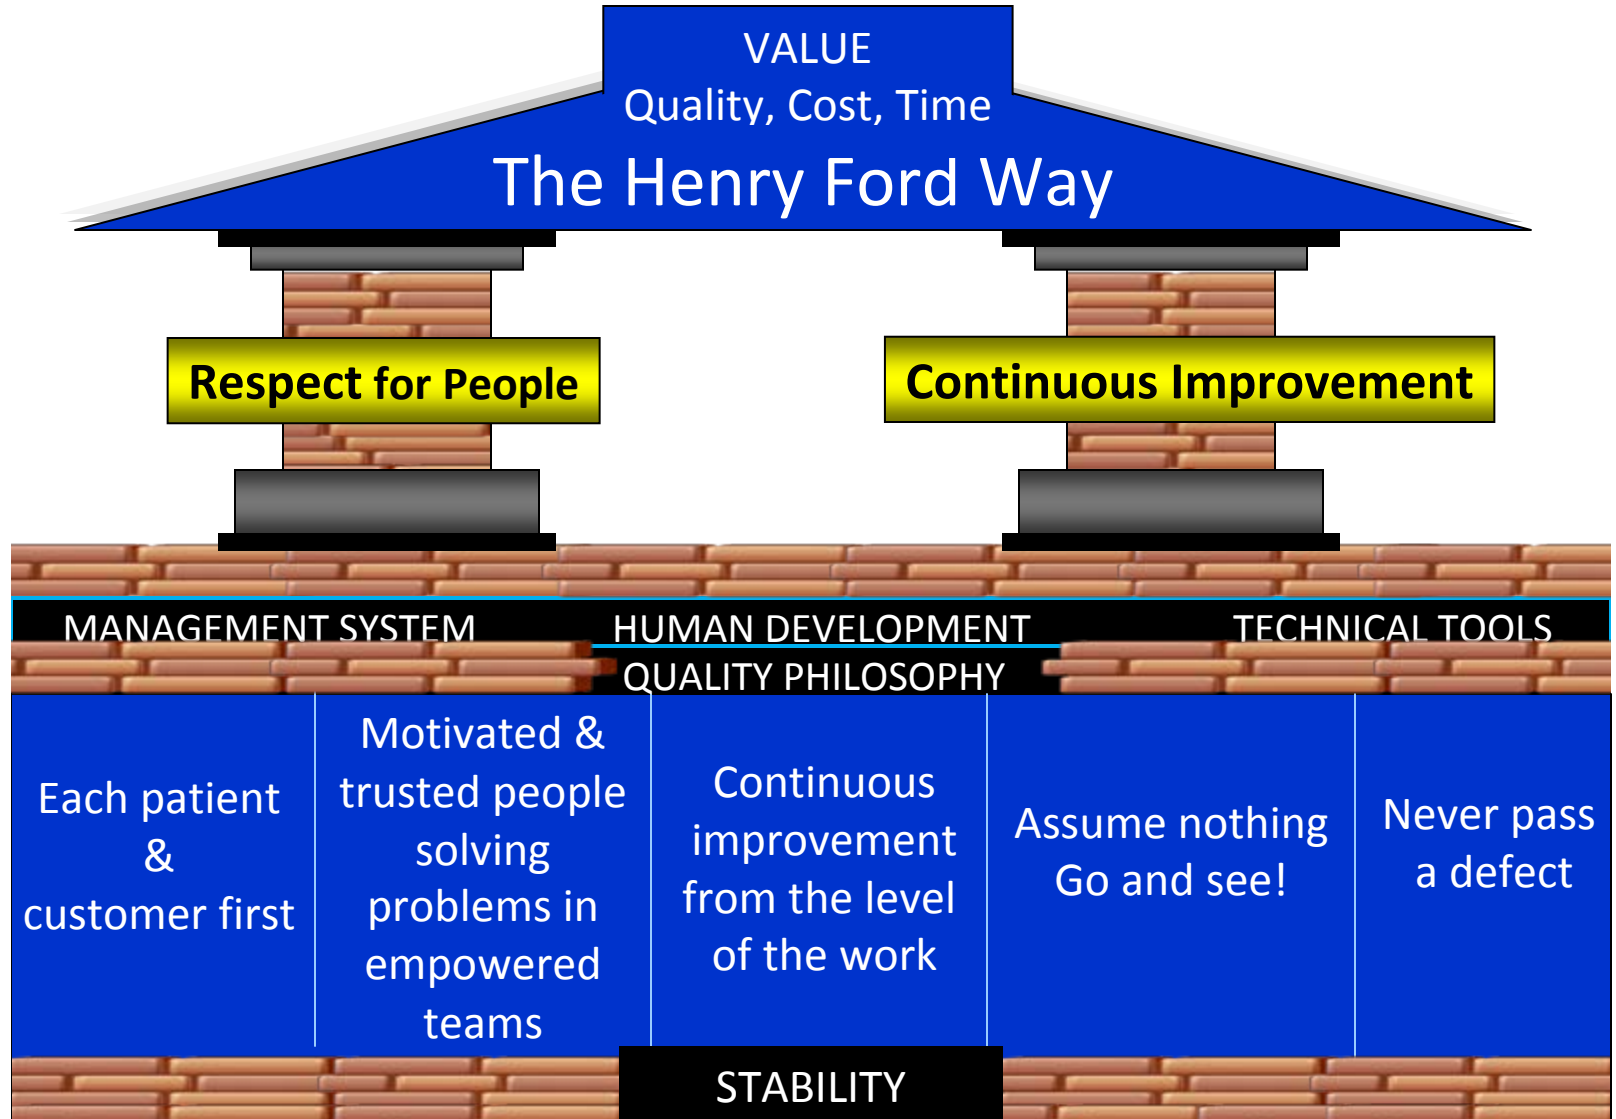 VALUE
Quality, Cost, Time
The Henry Ford Way
Respect for People
Continuous Improvement
MANAGEMENT SYSTEM
HUMAN DEVELOPMENT
TECHNICAL TOOLS
QUALITY PHILOSOPHY
Each patient
&
customer first
Motivated &
trusted people
solving
problems in
empowered
teams
Continuous
improvement
from the level
of the work
Assume nothing
Go and see!
Never pass
a defect
STABILITY